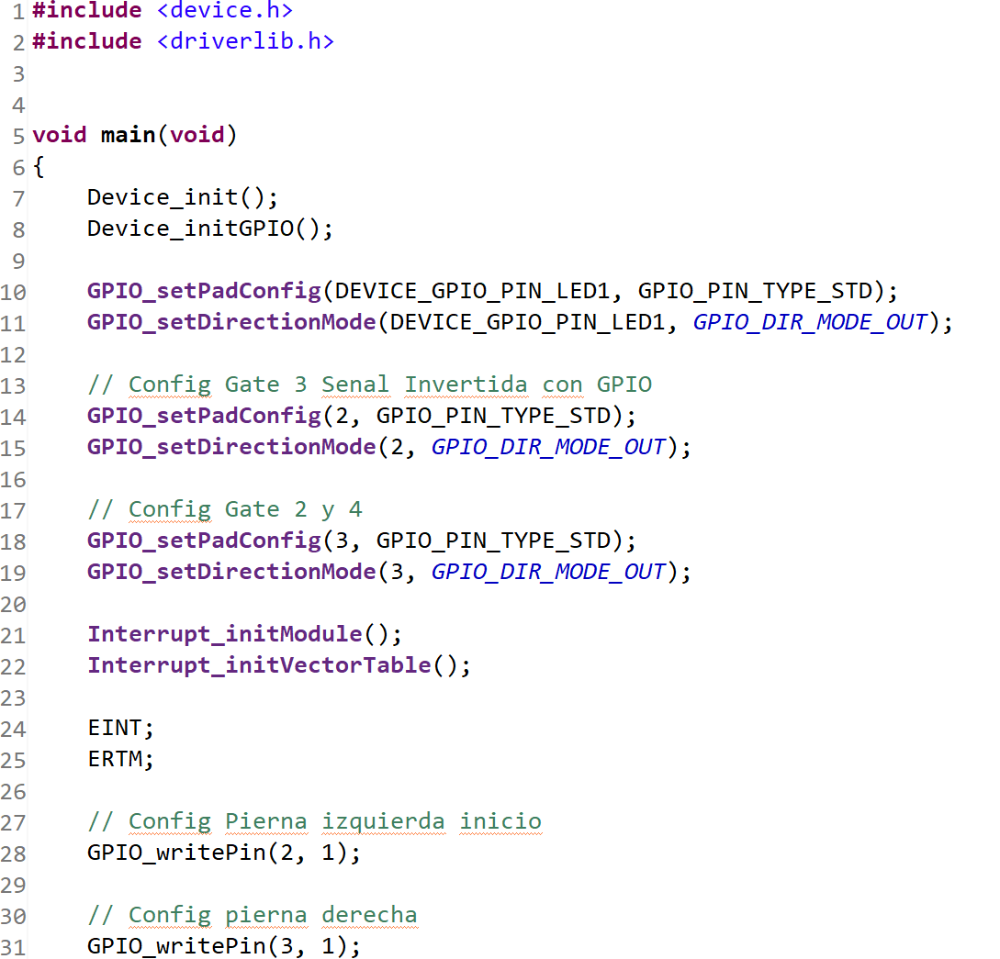 1 #include <device.h>
2 #include <driverlib.h>
3
4
5 void main(void)
6 {
7     Device_init();
8     Device_initGPIO();
9
10     GPIO_setPadConfig(DEVICE_GPIO_PIN_LED1, GPIO_PIN_TYPE_STD);
11     GPIO_setDirectionMode(DEVICE_GPIO_PIN_LED1, GPIO_DIR_MODE_OUT);
12
13     // Config Gate 3 Senal Invertida con GPIO
14     GPIO_setPadConfig(2, GPIO_PIN_TYPE_STD);
15     GPIO_setDirectionMode(2, GPIO_DIR_MODE_OUT);
16
17     // Config Gate 2 y 4
18     GPIO_setPadConfig(3, GPIO_PIN_TYPE_STD);
19     GPIO_setDirectionMode(3, GPIO_DIR_MODE_OUT);
20
21     Interrupt_initModule();
22     Interrupt_initVectorTable();
23
24     EINT;
25     ERTM;
26
27     // Config Pierna izquierda inicio
28     GPIO_writePin(2, 1);
29
30     // Config pierna derecha
31     GPIO_writePin(3, 1);